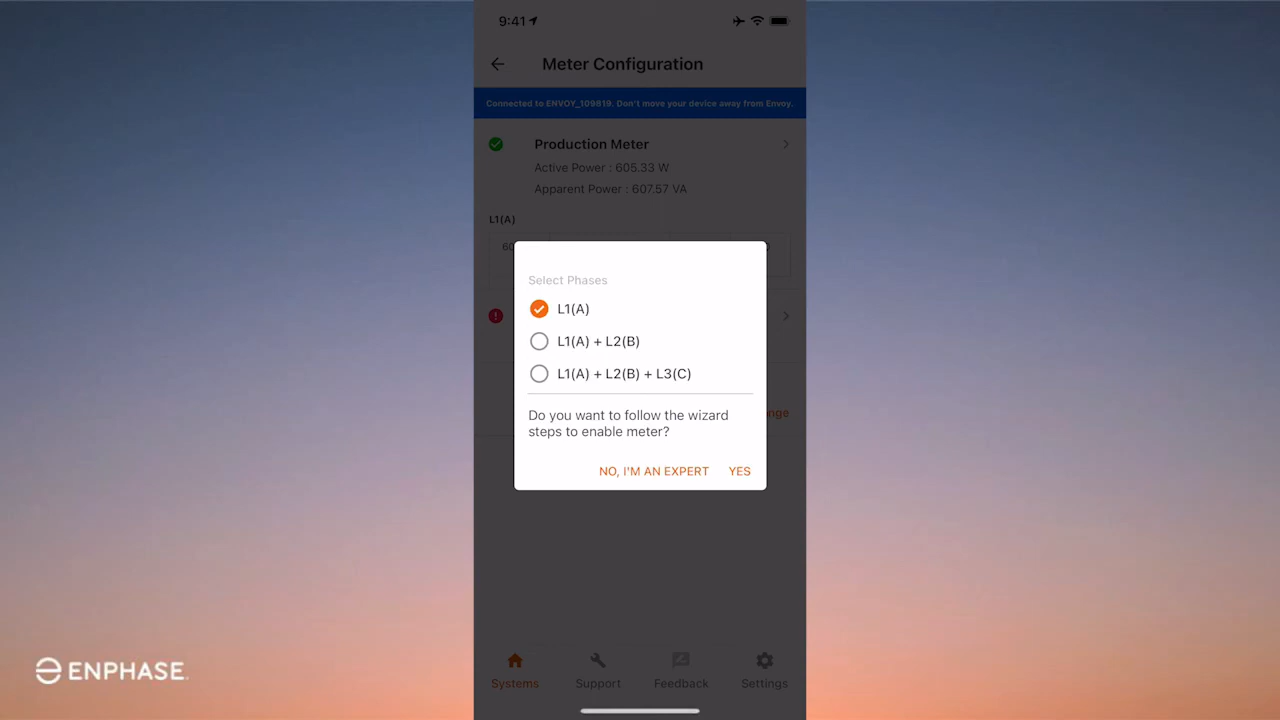 9:41
Meter Configuration
Connected to ENVOY_109819. Don't move your device away from Envoy.
Production Meter
Active Power : 605.33 W
Apparent Power : 607.57 VA
L1(A)
Select Phases
L1(A)
L1(A) + L2(B)
L1(A) + L2(B) + L3(C)
Do you want to follow the wizard
steps to enable meter?
NO, I'M AN EXPERT YES
Systems Support Feedback Settings
ENPHASE